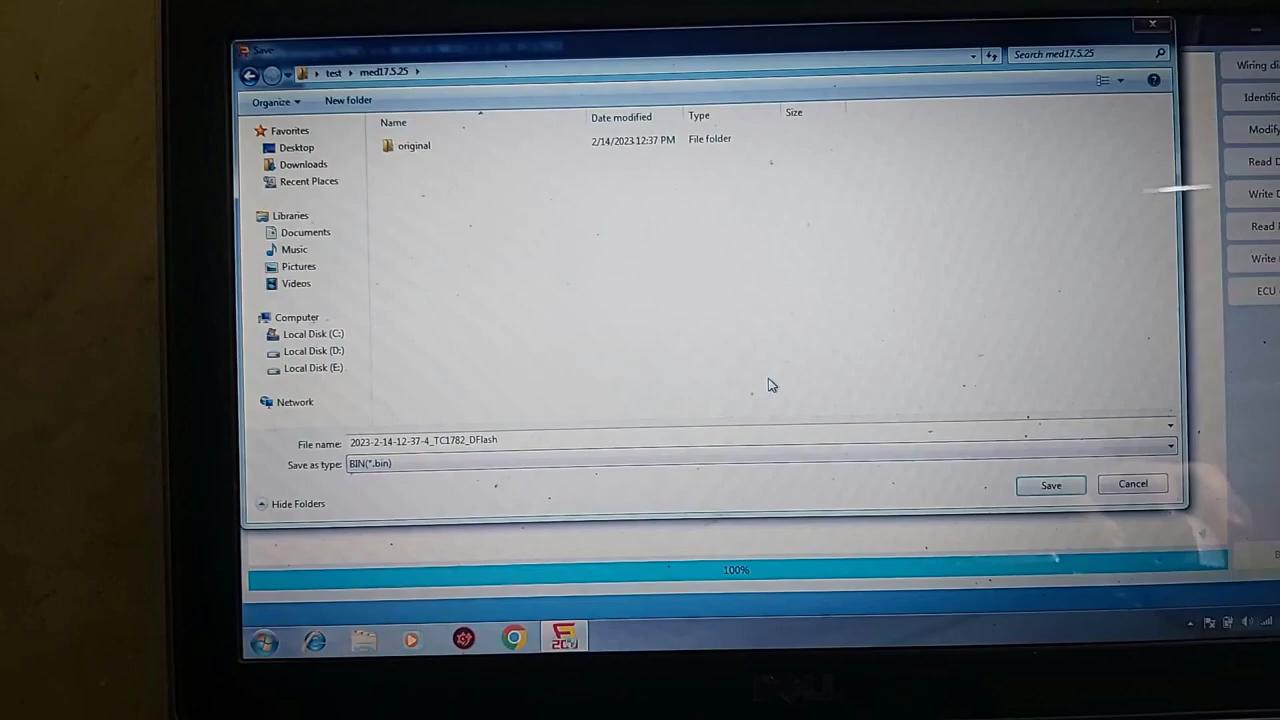 Save
test
med17.5.25
Search med17.5.25
Organize
New folder
Name
Date modified
Type
Size
Favorites
Desktop
Downloads
Recent Places
Libraries
Documents
Music
Pictures
Videos
Computer
Local Disk (C:)
Local Disk (D:)
Local Disk (E:)
Network
original
2/14/2023 12:37 PM
File folder
File name:
2023-2-14-12-37-4_TC1782_DFlash
Save as type:
BIN(*.bin)
Hide Folders
Save
Cancel
100%
Wiring di
Identific
Modify
Read D
Write D
Read
Write
ECU
DELL